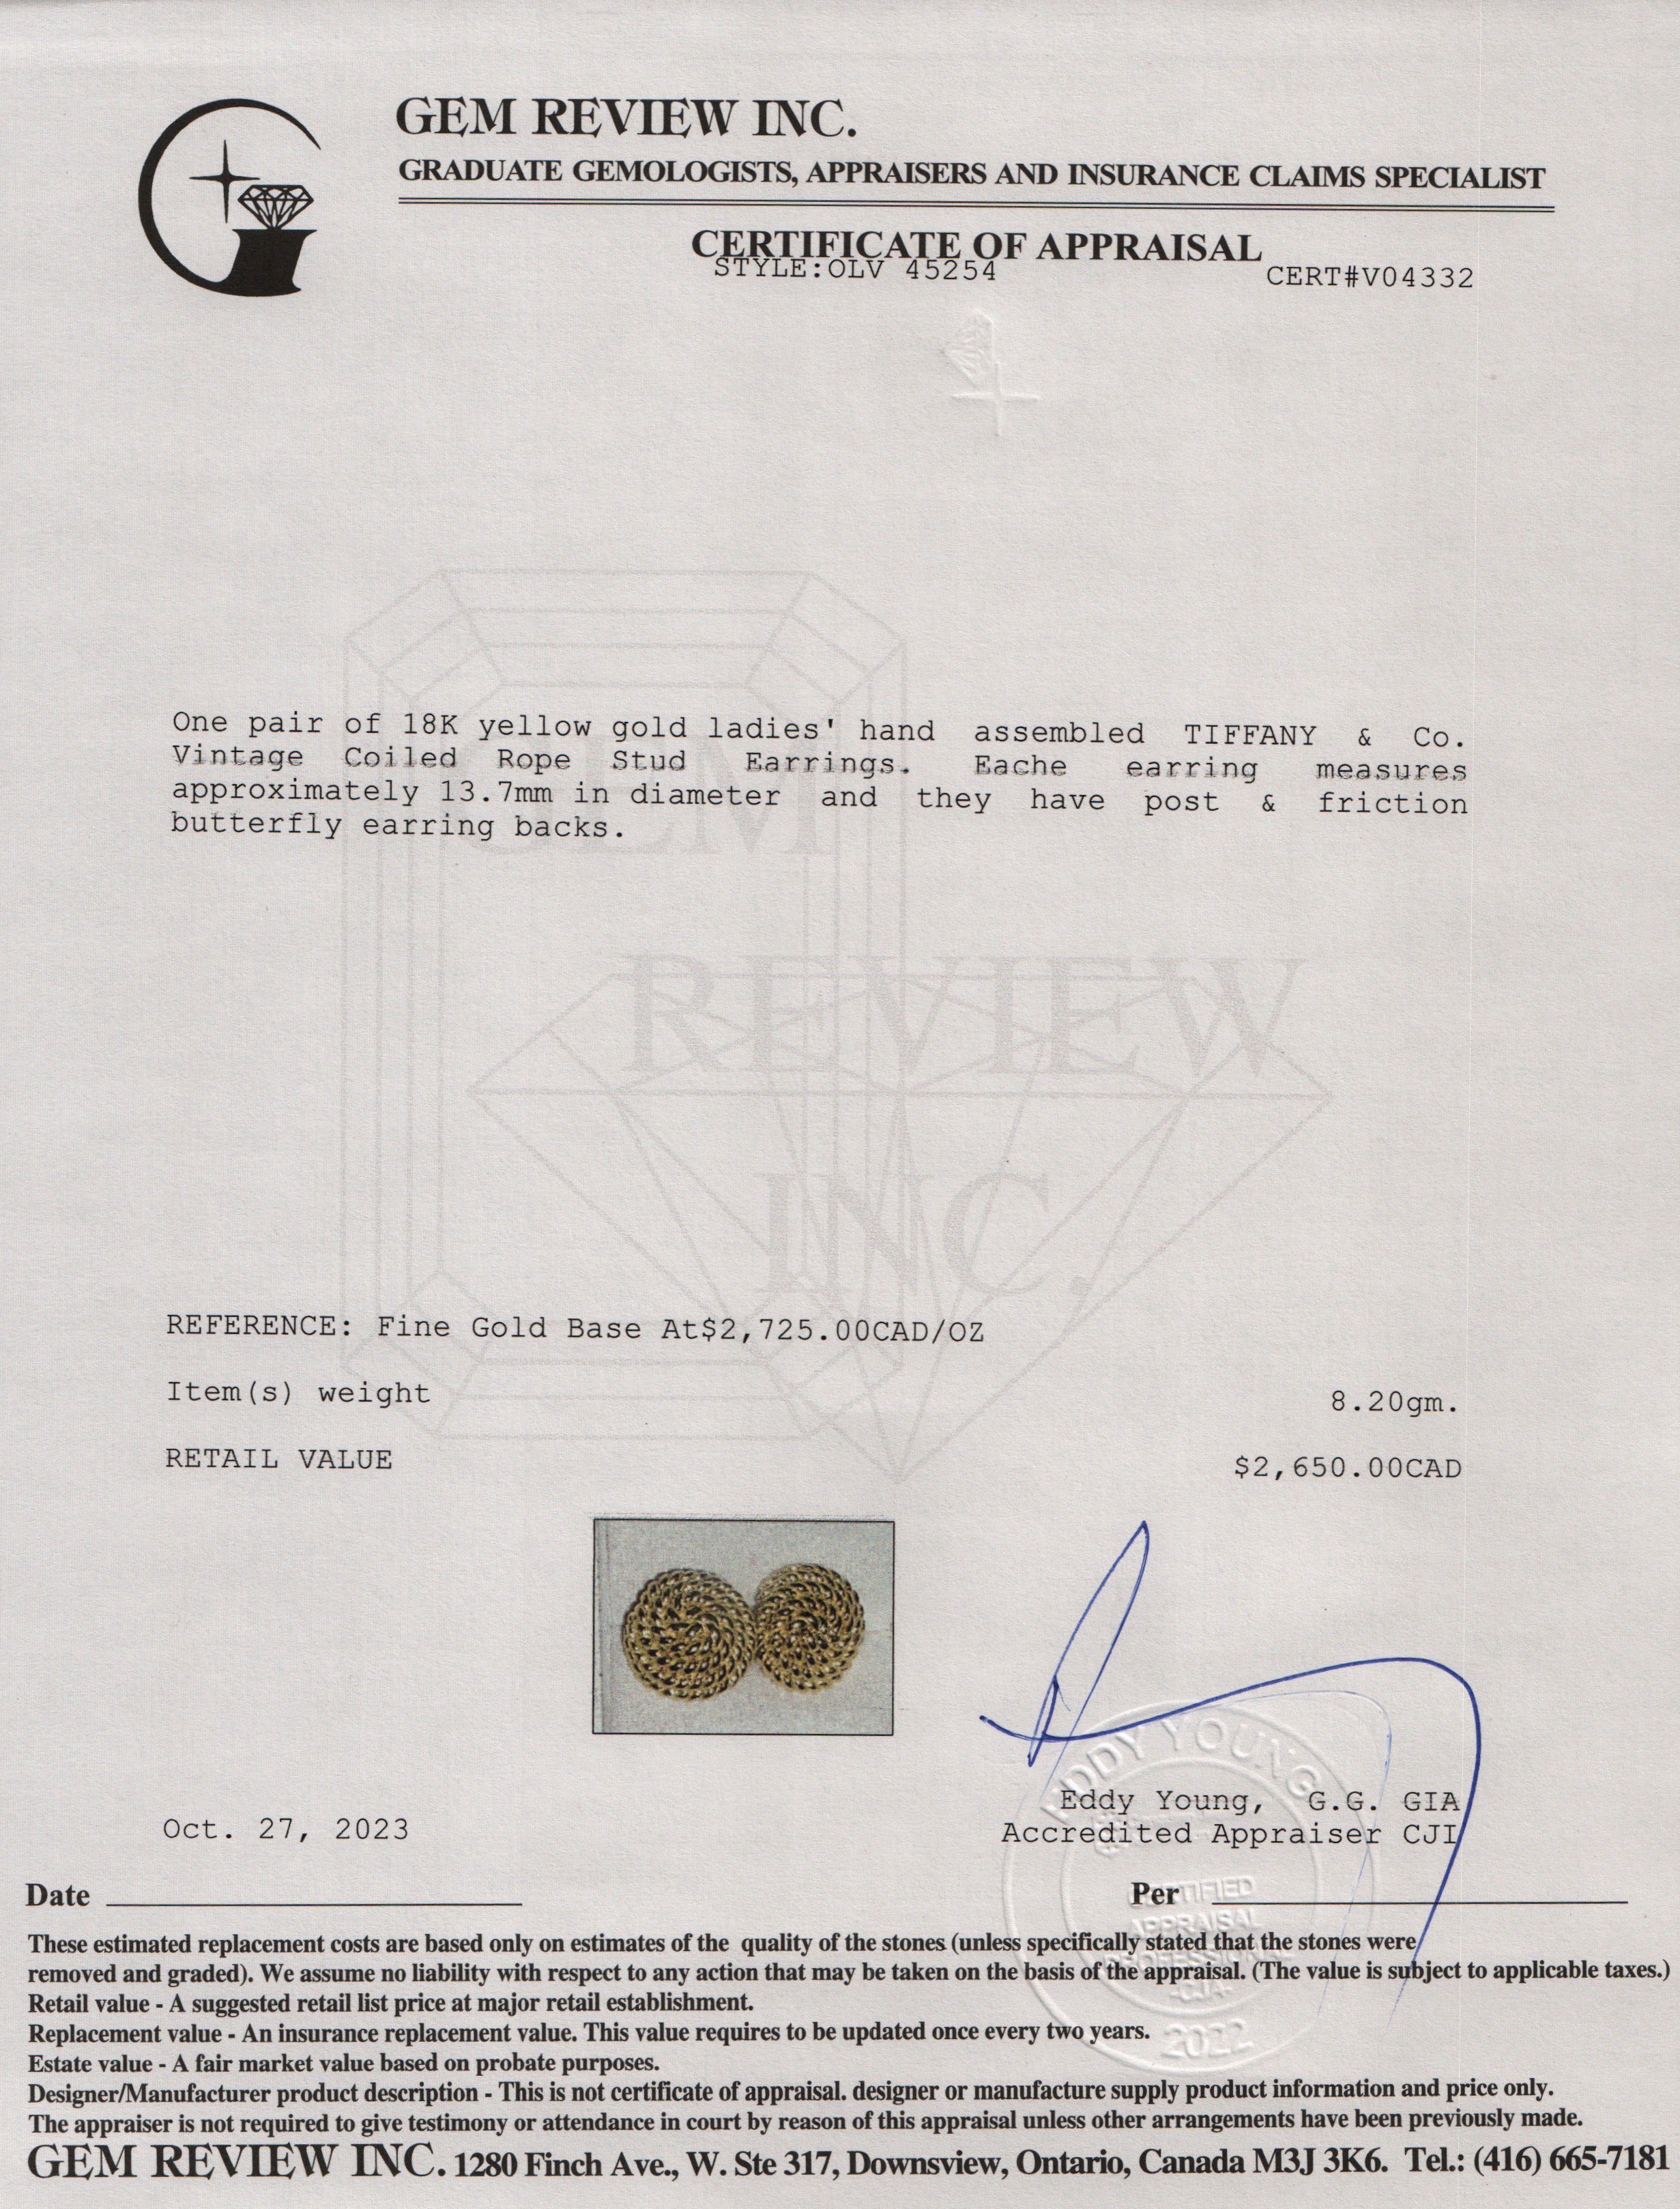 GEM REVIEW INC.
GRADUATE GEMOLOGISTS, APPRAISERS AND INSURANCE CLAIMS SPECIALIST
CERTIFICATE OF APPRAISAL
STYLE:OLV 45254
CERT#V04332
One pair of 18K yellow gold ladies' hand assembled TIFFANY & Co.
Vintage Coiled Rope Stud Earrings. Eache earring measures
approximately 13.7mm in diameter and they have post & friction
butterfly earring backs.
GEM
REVIEW
INC.
REFERENCE: Fine Gold Base At$2,725.00CAD/OZ
Item(s) weight 8.20gm.
RETAIL VALUE $2,650.00CAD
EDDY YOUNG
Eddy Young, G.G. GIA
Oct. 27, 2023
Accredited Appraiser CJI
Date
Per
CERTIFIED
APPRAISAL
PROFESSIONAL
-CJA-
2022
These estimated replacement costs are based only on estimates of the quality of the stones (unless specifically stated that the stones were
removed and graded). We assume no liability with respect to any action that may be taken on the basis of the appraisal. (The value is subject to applicable taxes.)
Retail value - A suggested retail list price at major retail establishment.
Replacement value - An insurance replacement value. This value requires to be updated once every two years.
Estate value - A fair market value based on probate purposes.
Designer/Manufacturer product description - This is not certificate of appraisal. designer or manufacture supply product information and price only.
The appraiser is not required to give testimony or attendance in court by reason of this appraisal unless other arrangements have been previously made.
GEM REVIEW INC. 1280 Finch Ave., W. Ste 317, Downsview, Ontario, Canada M3J 3K6. Tel.: (416) 665-7181